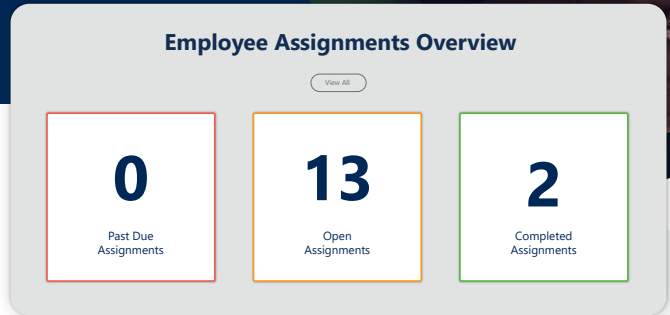 Employee Assignments Overview
View All
0
Past Due
Assignments
13
Open
Assignments
2
Completed
Assignments